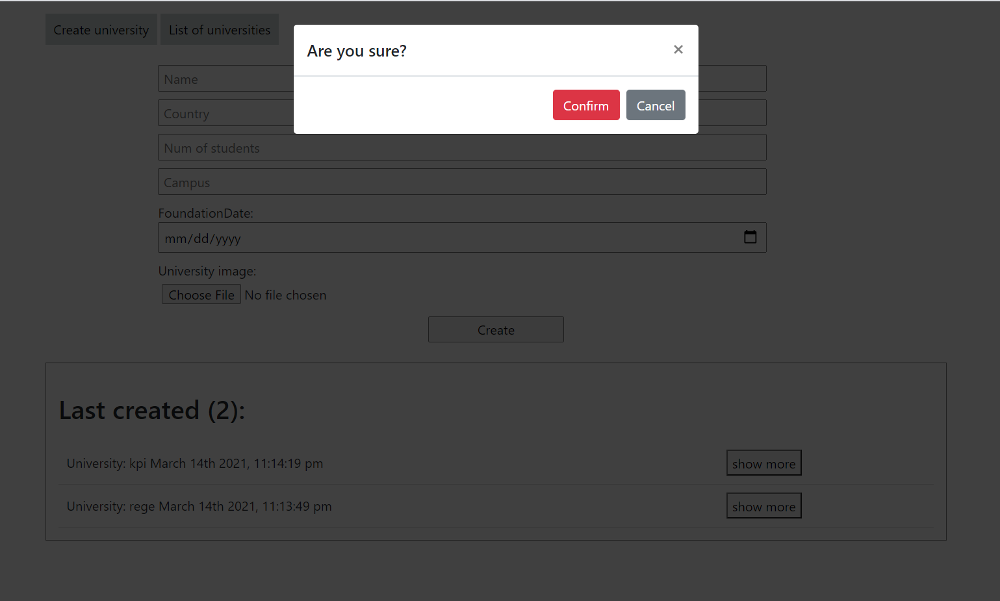 Create university List of universities
Are you sure? ×
Confirm Cancel
Name
Country
Num of students
Campus
FoundationDate:
mm/dd/yyyy
University image:
Choose File No file chosen
Create
Last created (2):
University: kpi March 14th 2021, 11:14:19 pm show more
University: rege March 14th 2021, 11:13:49 pm show more